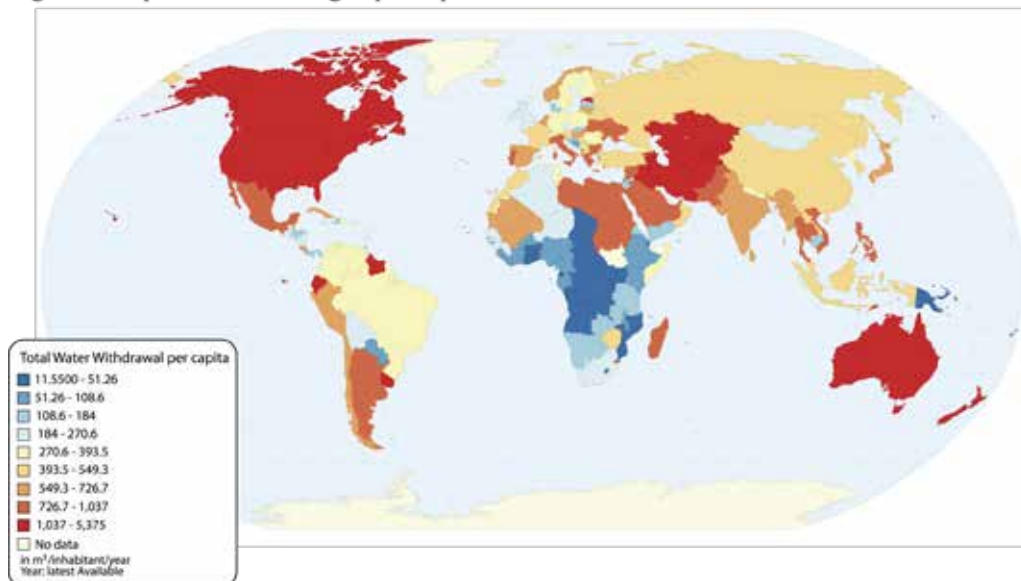 Total Water Withdrawal per capita
11.5500 - 51.26
51.26 - 108.6
108.6 - 184
184 - 270.6
270.6 - 393.5
393.5 - 549.3
549.3 - 726.7
726.7 - 1,037
1,037 - 5,375
No data
in m³/inhabitant/year
Year: latest Available